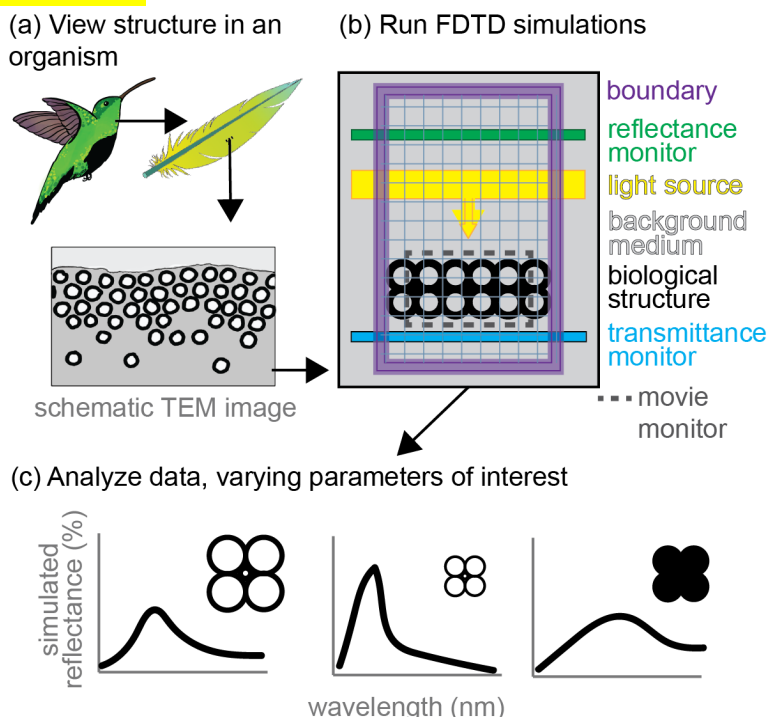 (a) View structure in an
organism
(b) Run FDTD simulations
boundary
reflectance
monitor
light source
background
medium
biological
structure
transmittance
monitor
movie
monitor
schematic TEM image
(c) Analyze data, varying parameters of interest
simulated
reflectance (%)
wavelength (nm)